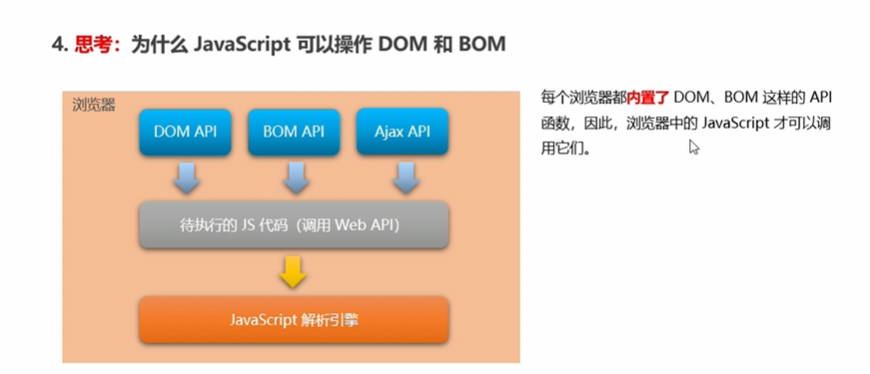 4. 思考：为什么 JavaScript 可以操作 DOM 和 BOM
浏览器
DOM API
BOM API
Ajax API
待执行的 JS 代码（调用 Web API）
JavaScript 解析引擎
每个浏览器都内置了 DOM、BOM 这样的 API
函数，因此，浏览器中的 JavaScript 才可以调
用它们。